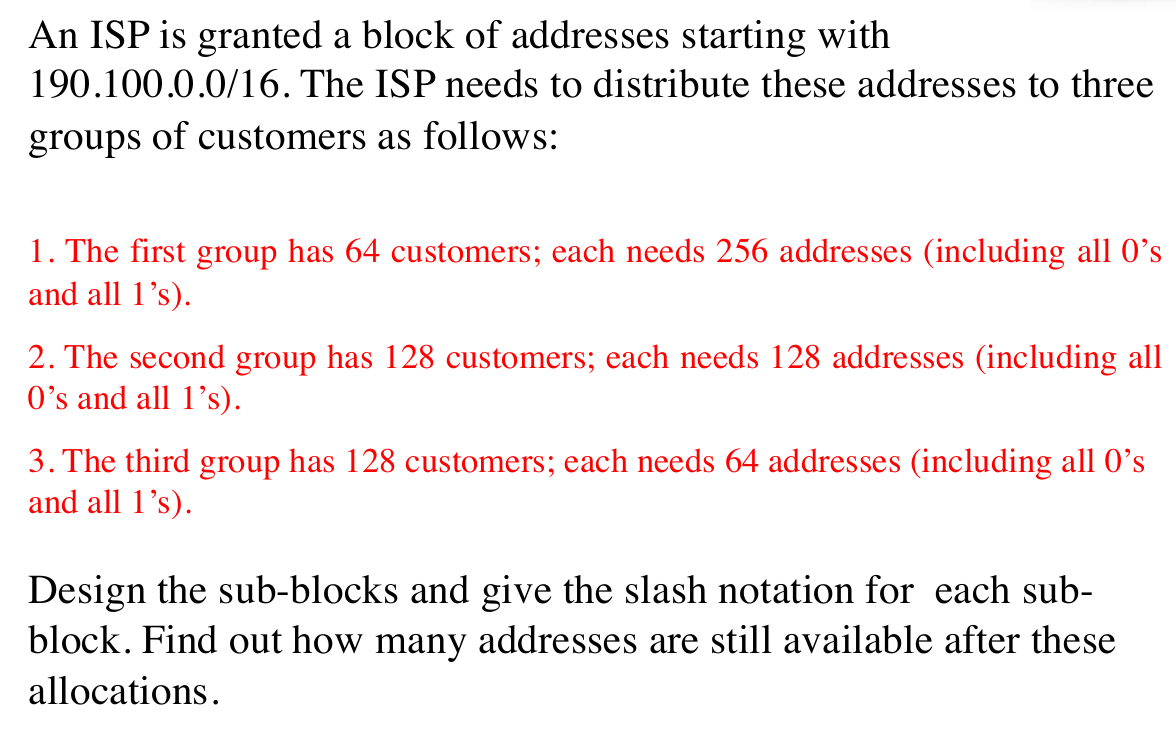 An ISP is granted a block of addresses starting with
190.100.0.0/16. The ISP needs to distribute these addresses to three
groups of customers as follows:
1. The first group has 64 customers; each needs 256 addresses (including all 0’s
and all 1’s).
2. The second group has 128 customers; each needs 128 addresses (including all
0’s and all 1’s).
3. The third group has 128 customers; each needs 64 addresses (including all 0’s
and all 1’s).
Design the sub-blocks and give the slash notation for each sub-
block. Find out how many addresses are still available after these
allocations.